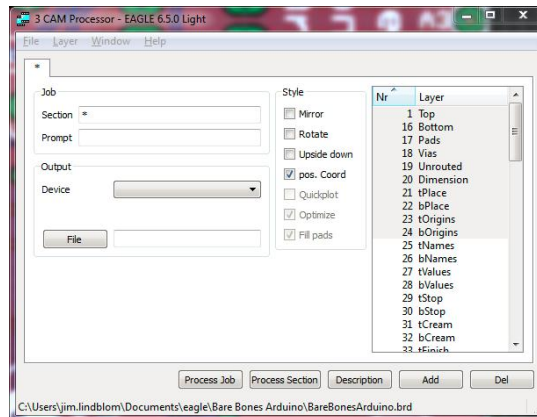 3 CAM Processor - EAGLE 6.5.0 Light
File Layer Window Help
*
Job
Section *
Prompt
Output
Device
File
Style
Mirror
Rotate
Upside down
pos. Coord
Quickplot
Optimize
Fill pads
Nr Layer
1 Top
16 Bottom
17 Pads
18 Vias
19 Unrouted
20 Dimension
21 tPlace
22 bPlace
23 tOrigins
24 bOrigins
25 tNames
26 bNames
27 tValues
28 bValues
29 tStop
30 bStop
31 tCream
32 bCream
33 tFinish
Process Job Process Section Description Add Del
C:\Users\jim.lindblom\Documents\eagle\Bare Bones Arduino\BareBonesArduino.brd